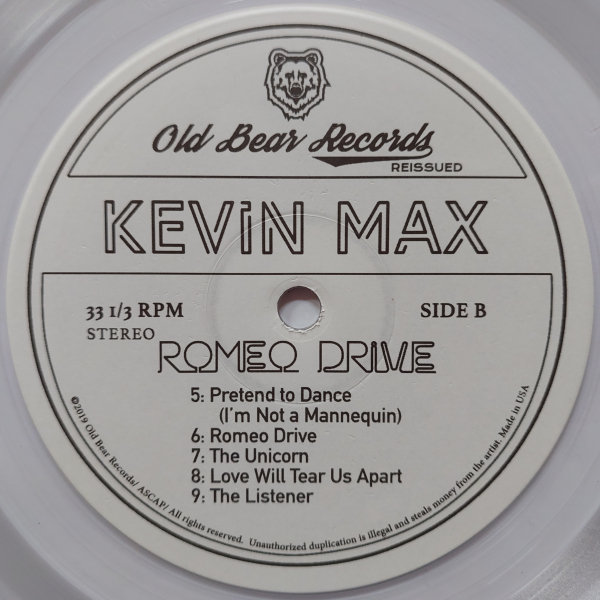 Old Bear Records
REISSUED
KEViN MAX
33 1/3 RPM
SIDE B
STEREO
ROMEO DRIVE
5: Pretend to Dance
(I'm Not a Mannequin)
6: Romeo Drive
7: The Unicorn
8: Love Will Tear Us Apart
9: The Listener
©2019 Old Bear Records/ ASCAP/ All rights reserved. Unauthorized duplication is illegal and steals money from the artist. Made in USA